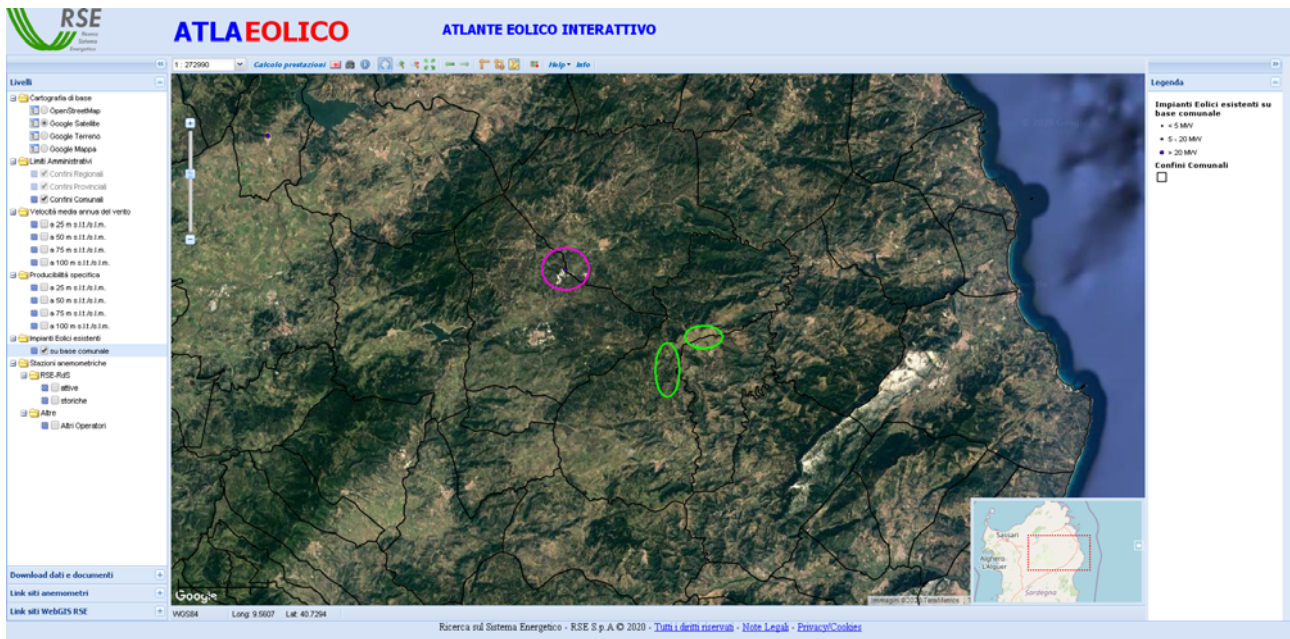 RSE
Ricerca
Sistema
Energetico
ATLAEOLICO
ATLANTE EOLICO INTERATTIVO
1 : 272990
Calcolo prestazioni
Help
Info
Livelli
Cartografia di base
OpenStreetMap
Google Satellite
Google Terreno
Google Mappa
Limiti Amministrativi
Confini Regionali
Confini Provinciali
Confini Comunali
Velocità media annua del vento
a 25 m s.l.t./s.l.m.
a 50 m s.l.t./s.l.m.
a 75 m s.l.t./s.l.m.
a 100 m s.l.t./s.l.m.
Producibilità specifica
a 25 m s.l.t./s.l.m.
a 50 m s.l.t./s.l.m.
a 75 m s.l.t./s.l.m.
a 100 m s.l.t./s.l.m.
Impianti Eolici esistenti
su base comunale
Stazioni anemometriche
RSE-RdS
attive
storiche
Altre
Altri Operatori
Download dati e documenti
Link siti anemometri
Link siti WebGIS RSE
Legenda
Impianti Eolici esistenti su
base comunale
< 5 MW
5 - 20 MW
> 20 MW
Confini Comunali
Sassari
Alghero
L'Alguer
Sardegna
Google
Immagini ©2020 TerraMetrics
WGS84 Long: 9.5607 Lat: 40.7294
Ricerca sul Sistema Energetico - RSE S.p.A © 2020 - Tutti i diritti riservati - Note Legali - Privacy/Cookies